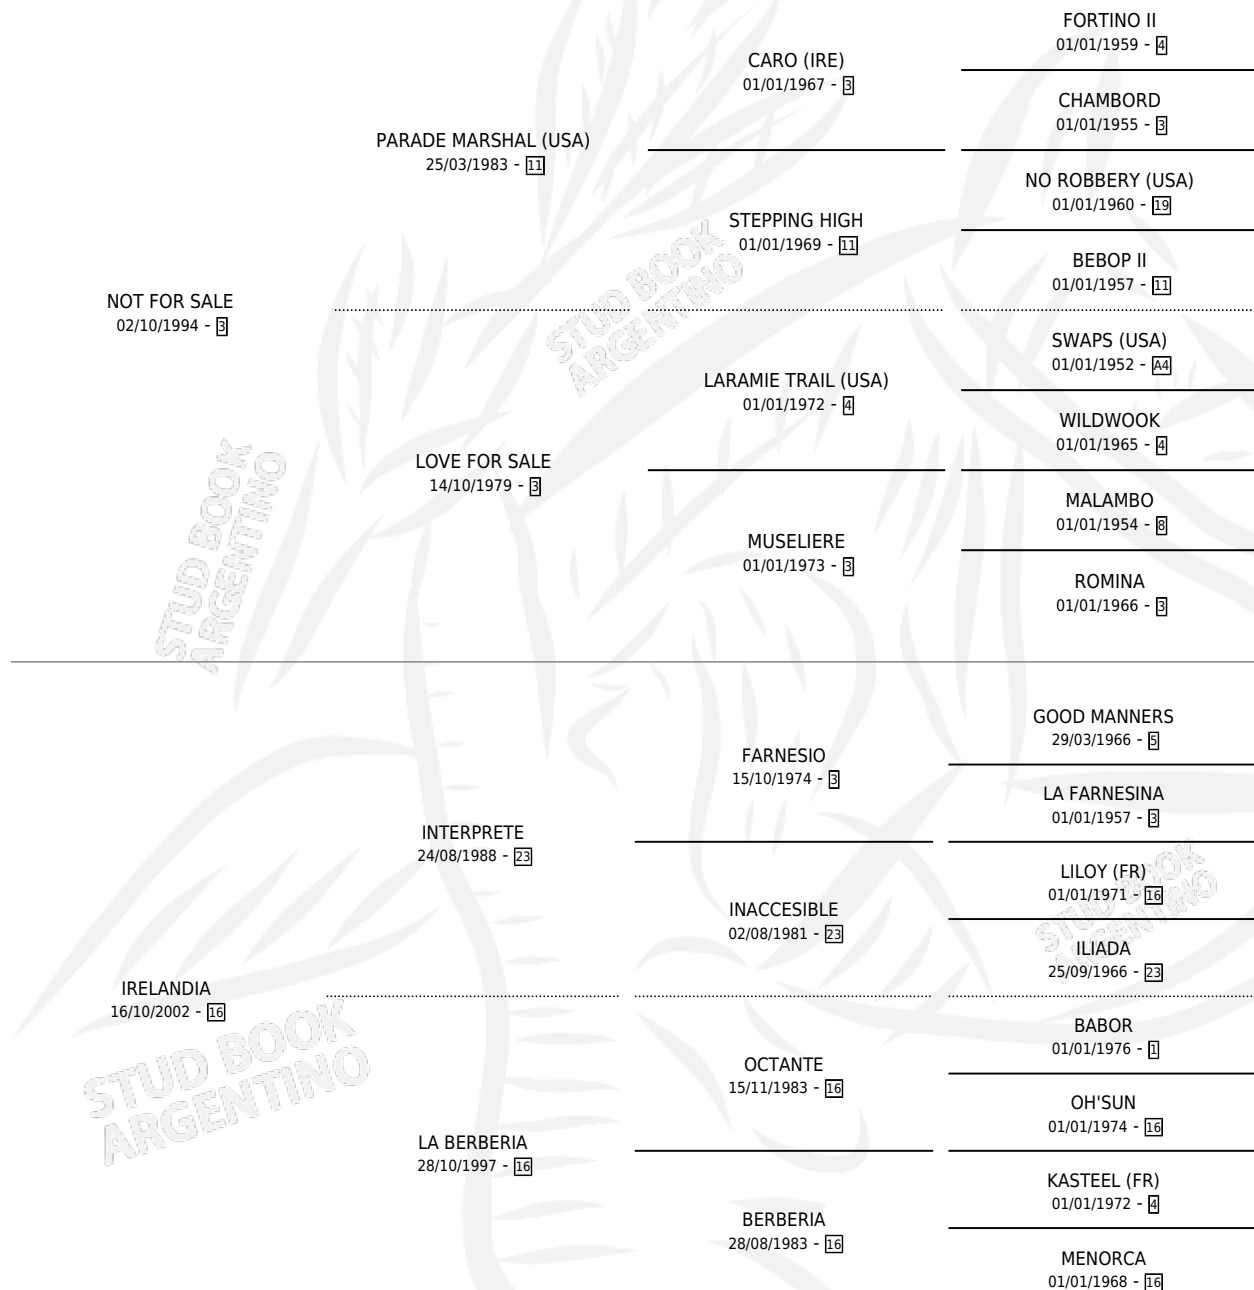 FORTINO II
01/01/1959 - 4
CARO (IRE)
01/01/1967 - 3
CHAMBORD
01/01/1955 - 3
PARADE MARSHAL (USA)
25/03/1983 - 11
NO ROBBERY (USA)
01/01/1960 - 19
STEPPING HIGH
01/01/1969 - 11
BEBOP II
01/01/1957 - 11
NOT FOR SALE
02/10/1994 - 3
STUD BOOK
ARGENTINO
SWAPS (USA)
01/01/1952 - A4
LARAMIE TRAIL (USA)
01/01/1972 - 4
WILDWOOK
01/01/1965 - 4
LOVE FOR SALE
14/10/1979 - 3
MALAMBO
01/01/1954 - 8
MUSELIERE
01/01/1973 - 3
ROMINA
01/01/1966 - 3
STUD BOOK
ARGENTINO
GOOD MANNERS
29/03/1966 - 5
FARNESIO
15/10/1974 - 3
LA FARNESINA
01/01/1957 - 3
INTERPRETE
24/08/1988 - 23
LILOY (FR)
01/01/1971 - 16
INACCESIBLE
02/08/1981 - 23
ILIADA
25/09/1966 - 23
STUD BOOK
ARGENTINO
IRELANDIA
16/10/2002 - 16
BABOR
01/01/1976 - 1
OCTANTE
15/11/1983 - 16
OH'SUN
01/01/1974 - 16
STUD BOOK
ARGENTINO
LA BERBERIA
28/10/1997 - 16
KASTEEL (FR)
01/01/1972 - 4
BERBERIA
28/08/1983 - 16
MENORCA
01/01/1968 - 16